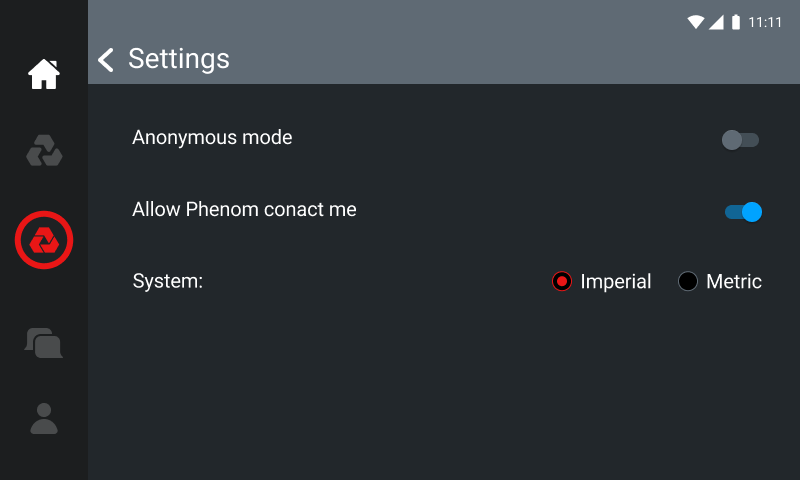 11:11
Settings
Anonymous mode
Allow Phenom conact me
System: Imperial Metric